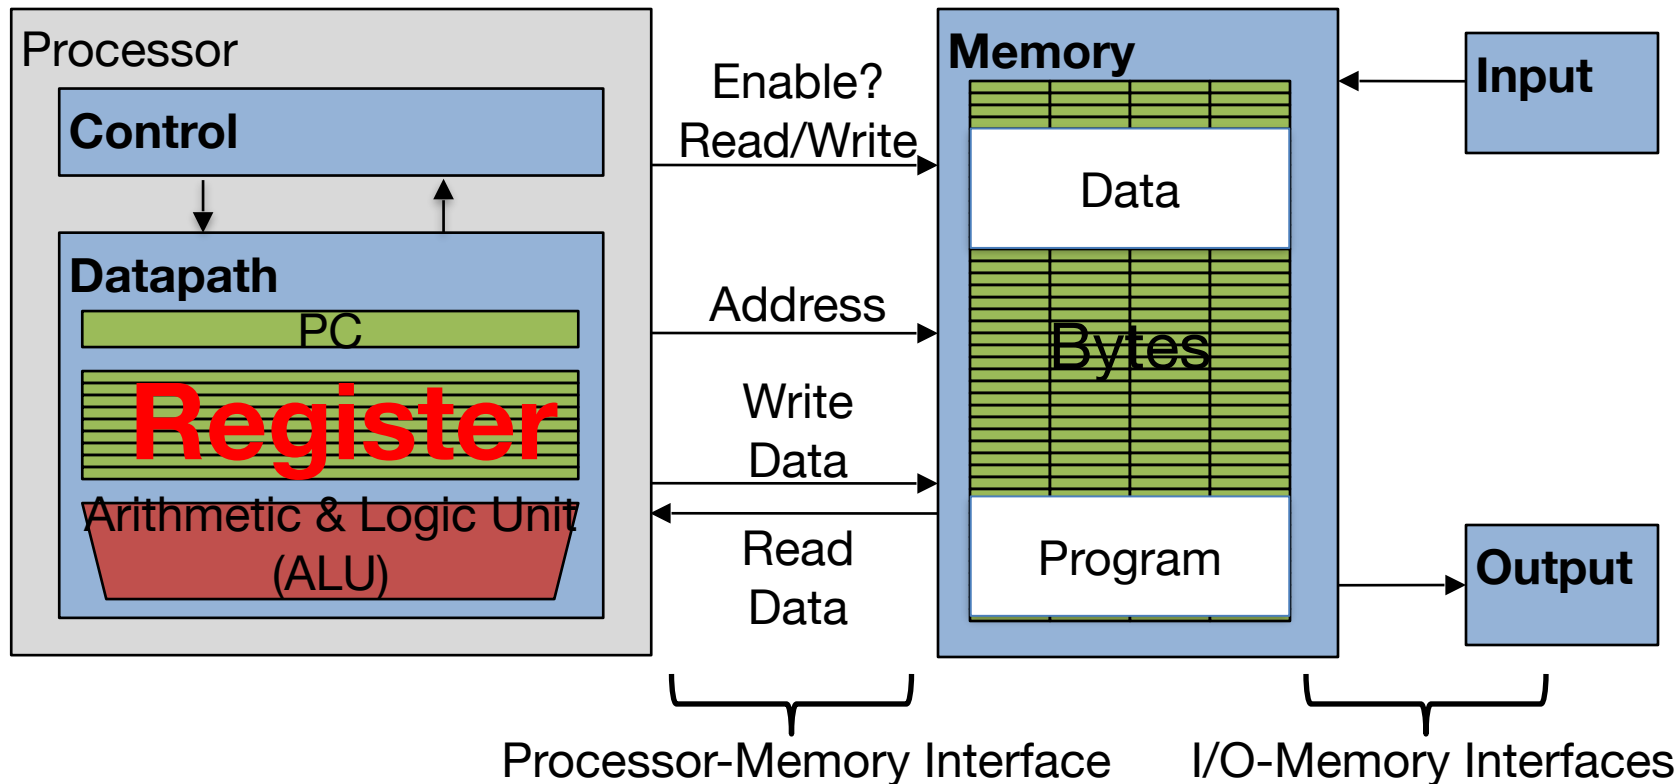 Processor
Control
Datapath
PC
Register
Arithmetic & Logic Unit
(ALU)
Enable?
Read/Write
Address
Write
Data
Read
Data
Memory
Data
Bytes
Program
Input
Output
Processor-Memory Interface
I/O-Memory Interfaces